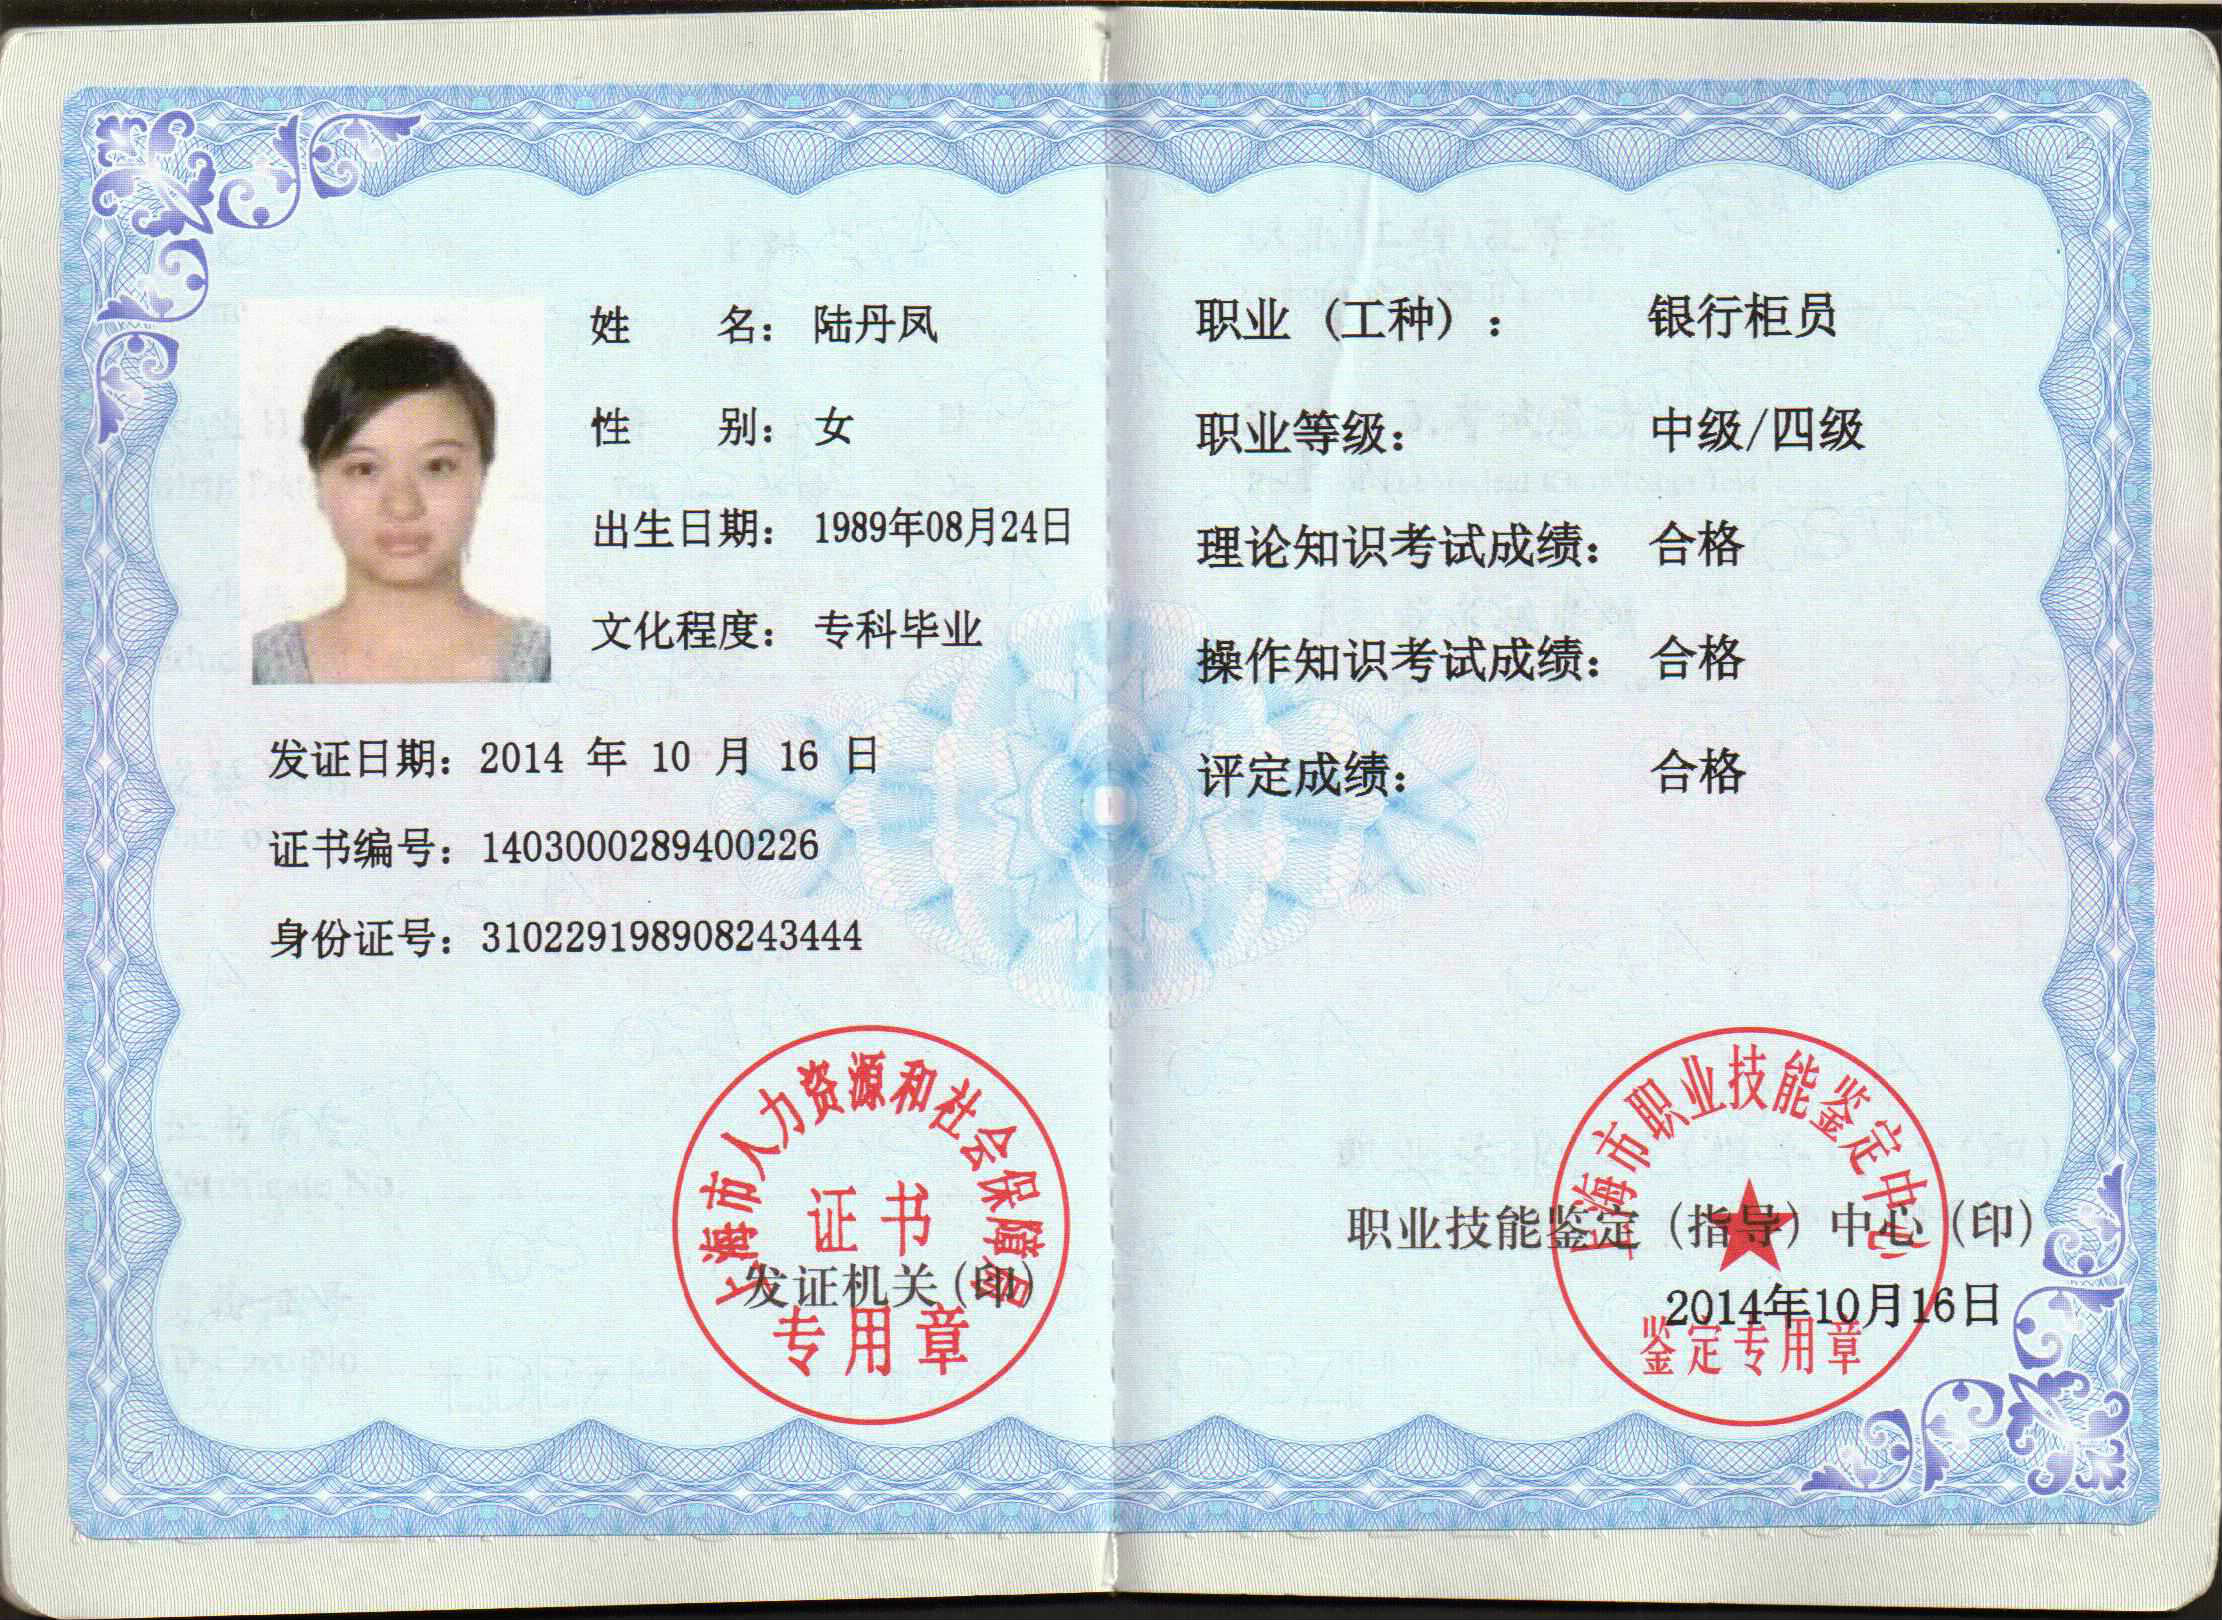 姓 名： 陆丹凤
性 别： 女
出生日期： 1989年08月24日
文化程度： 专科毕业
发证日期：2014 年 10 月 16 日
证书编号：1403000289400226
身份证号：310229198908243444
上海市人力资源和社会保障局
证书
发证机关(印)
专用章
职业（工种）： 银行柜员
职业等级： 中级/四级
理论知识考试成绩： 合格
操作知识考试成绩： 合格
评定成绩： 合格
上海市职业技能鉴定中心
职业技能鉴定（指导）中心（印）
2014年10月16日
鉴定专用章